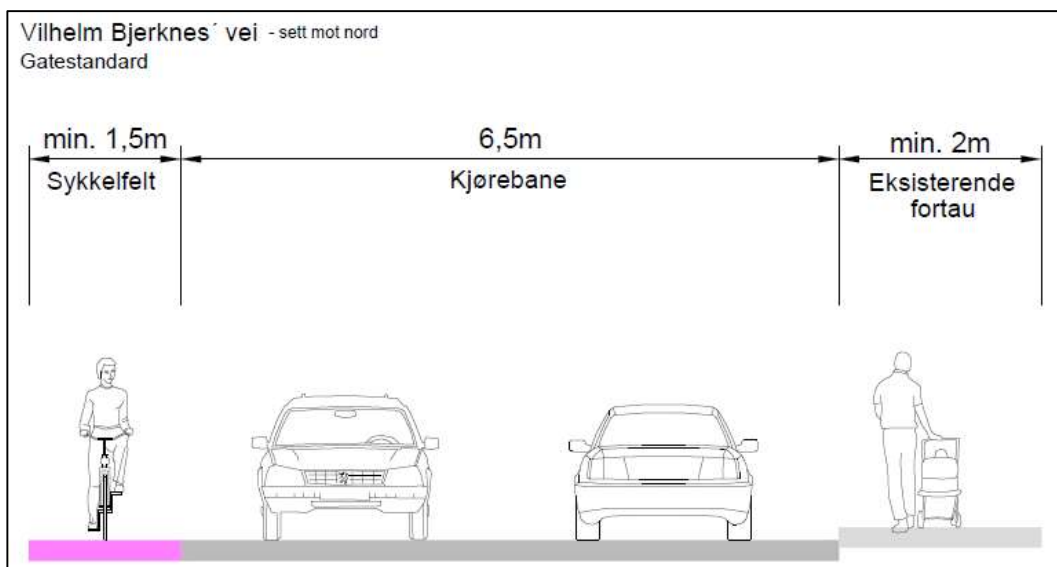 Vilhelm Bjerknes´ vei - sett mot nord
Gatestandard
min. 1,5m
6,5m
min. 2m
Sykkelfelt
Kjørebane
Eksisterende
fortau